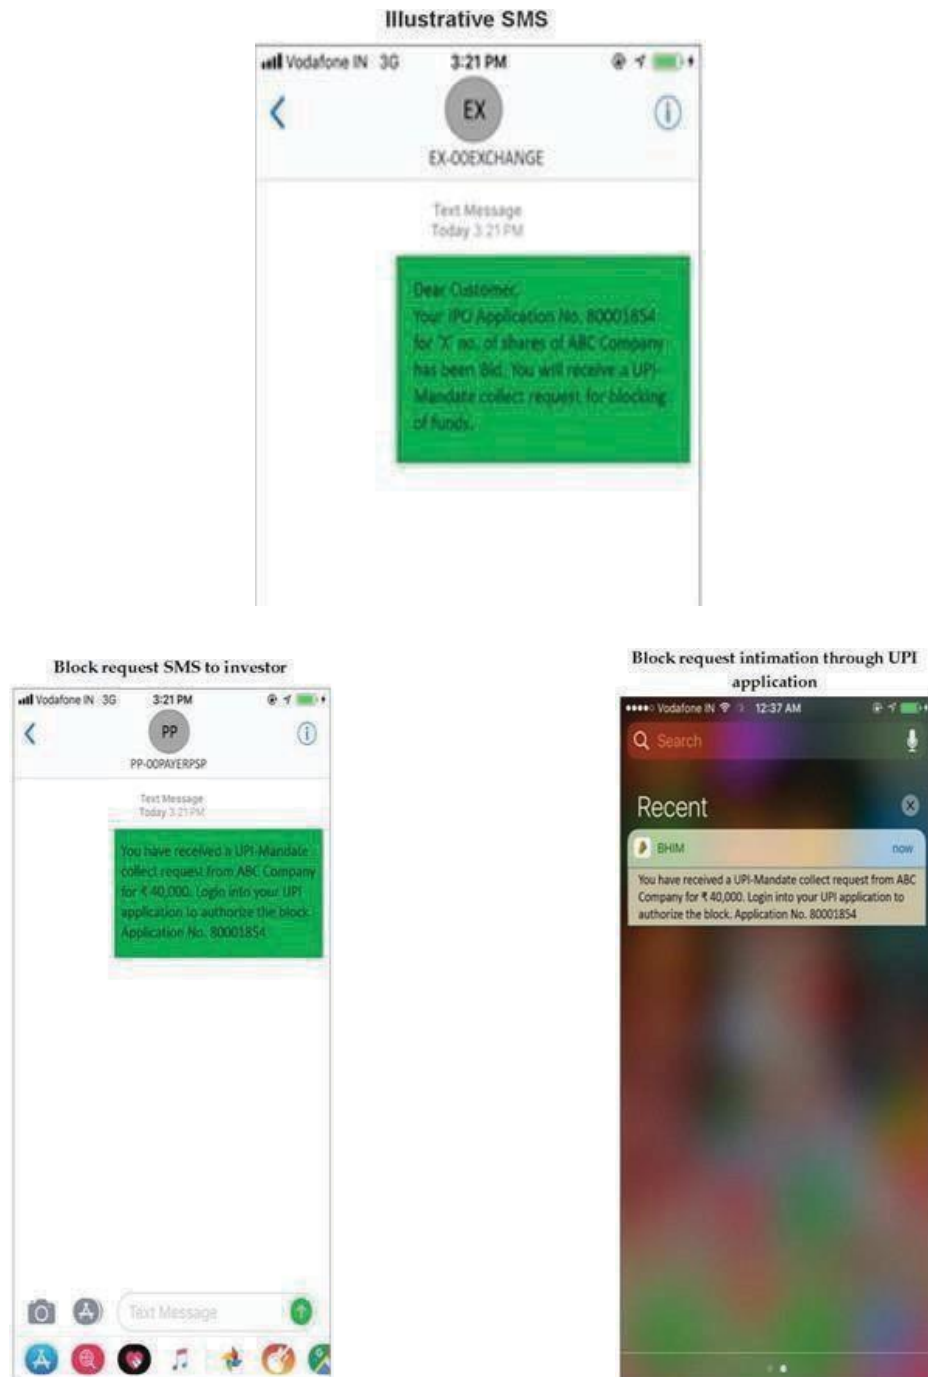 Illustrative SMS
Vodafone IN 3G 3:21 PM
EX
EX-00EXCHANGE
Text Message
Today 3:21 PM
Dear Customer,
Your IPO Application No. 80001854
for 'X' no. of shares of ABC Company
has been Bid. You will receive a UPI-
Mandate collect request for blocking
of funds.
Block request SMS to investor
Vodafone IN 3G 3:21 PM
PP
PP-00PAYERPSP
Text Message
Today 3:21 PM
You have received a UPI-Mandate
collect request from ABC Company
for ₹ 40,000. Login into your UPI
application to authorize the block.
Application No. 80001854
Text Message
Block request intimation through UPI
application
Vodafone IN 12:37 AM
Search
Recent
BHIM now
You have received a UPI-Mandate collect request from ABC
Company for ₹ 40,000. Login into your UPI application to
authorize the block. Application No. 80001854